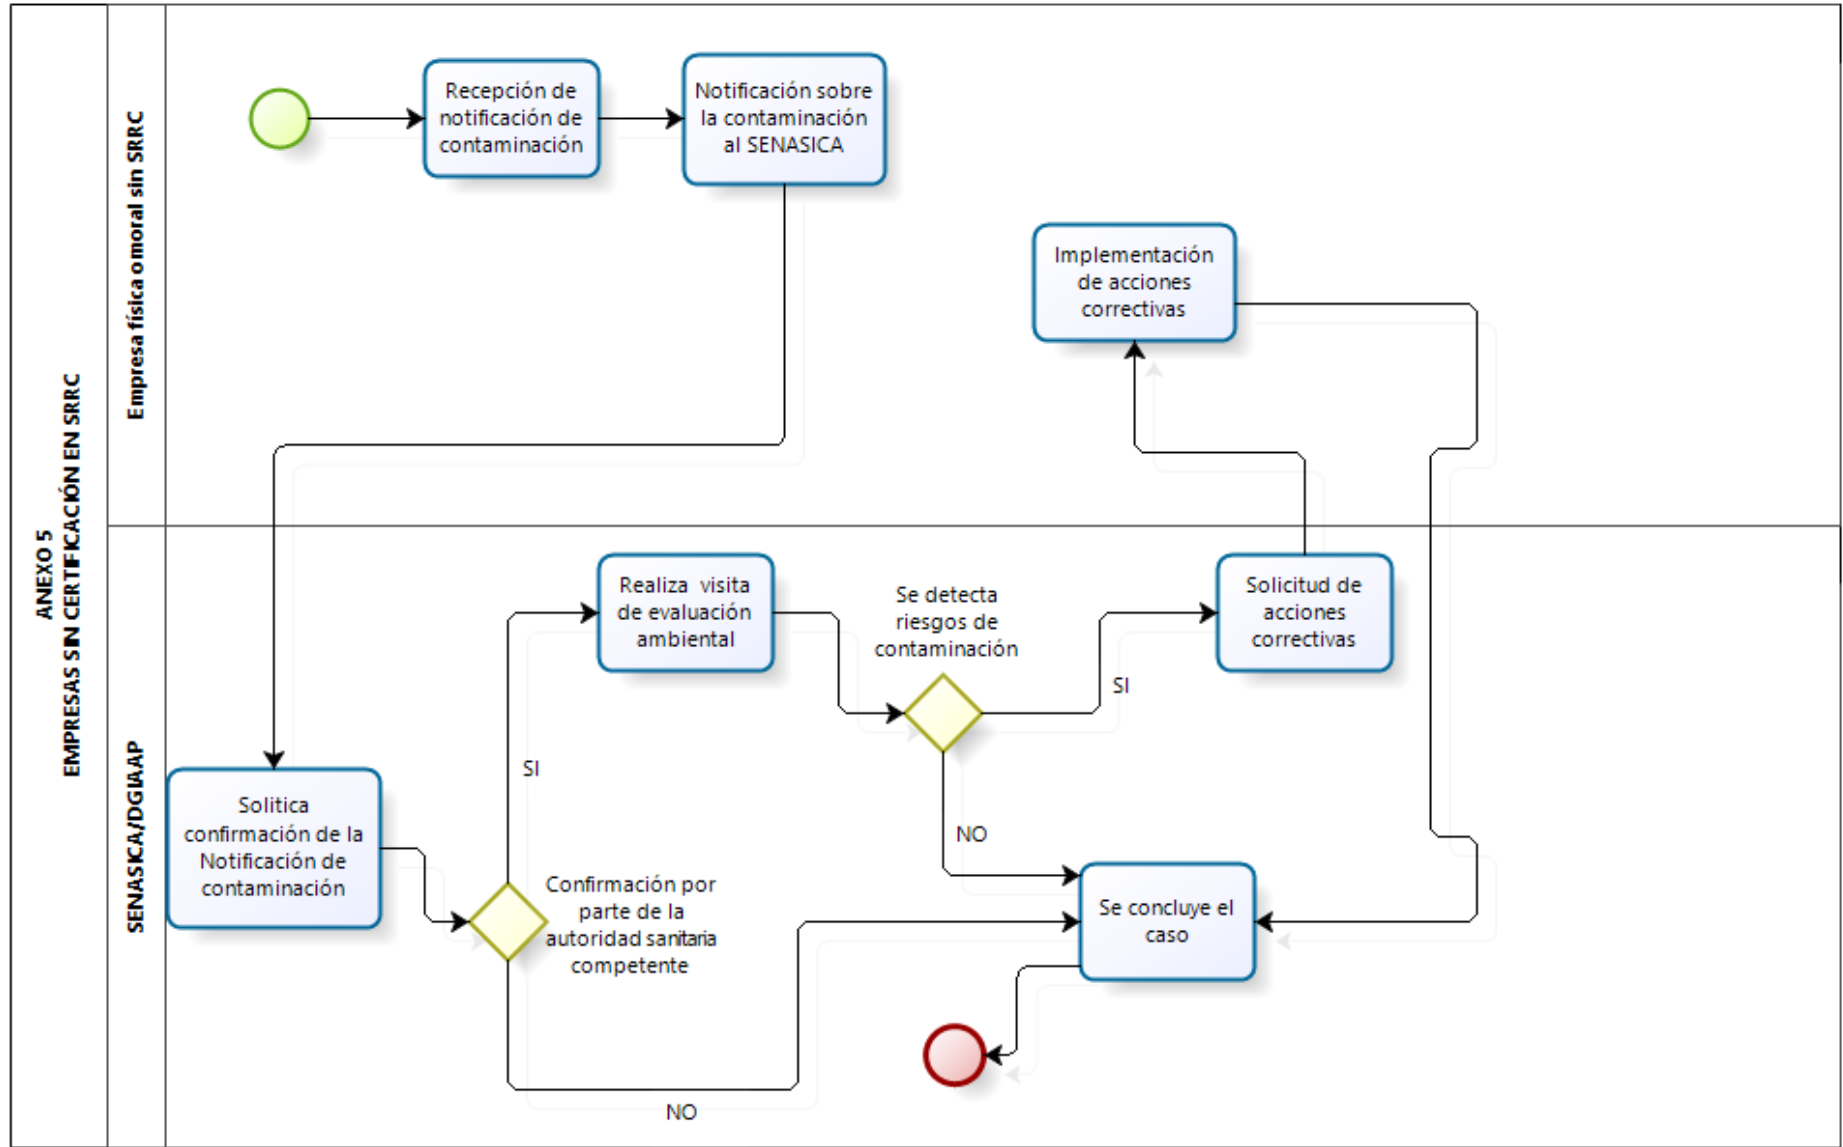 ANEXO 5
EMPRESAS SIN CERTIFICACIÓN EN SRRC
Empresa física o moral sin SRRC
Recepción de
notificación de
contaminación
Notificación sobre
la contaminación
al SENASICA
Implementación
de acciones
correctivas
SENASICA/DGIAAP
Solitica
confirmación de la
Notificación de
contaminación
Confirmación por
parte de la
autoridad sanitaria
competente
SI
NO
Realiza visita
de evaluación
ambiental
Se detecta
riesgos de
contaminación
SI
NO
Solicitud de
acciones
correctivas
Se concluye el
caso